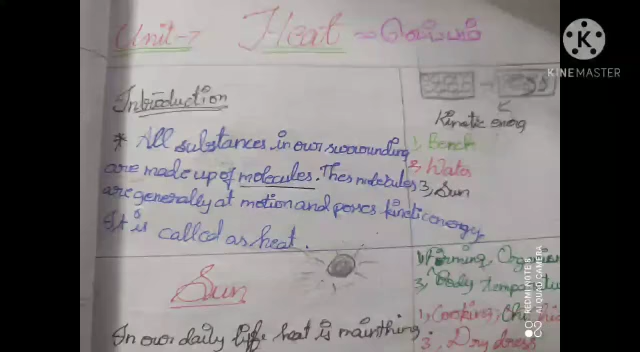 Unit-7 Heat ⇒ வெப்பம்
KINEMASTER
Introduction
* All substances in our surrounding
are made up of molecules. Thes molecules
are generally at motion and posses kinetic energy
It is called as heat.
Kinetic energ
1, Bench
2, Water
3, Sun
Sun
In our daily life heat is mainthing
1, Farming,
3, Body temperatu
1, Cooking,
3, Dry dress
REDMI NOTE 8
AI QUAD CAMERA